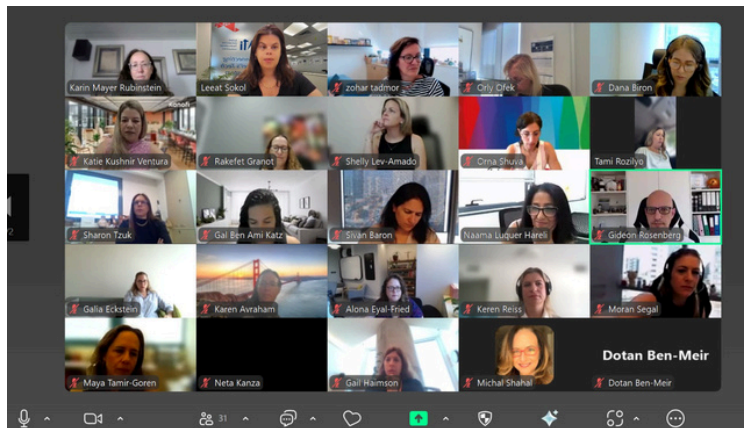 Karin Mayer Rubinstein
Leeat Sokol
zohar tadmor
Orly Ofek
Dana Biron
Katie Kushnir Ventura
Rakefet Granot
Shelly Lev-Amado
Orna Shuva
Tami Rozilyo
Sharon Tzuk
Gal Ben Ami Katz
Sivan Baron
Naama Luquer Hareli
Gideon Rosenberg
Galia Eckstein
Karen Avraham
Alona Eyal-Fried
Keren Reiss
Moran Segal
Maya Tamir-Goren
Neta Kanza
Gail Haimson
Michal Shahal
Dotan Ben-Meir
Dotan Ben-Meir
31